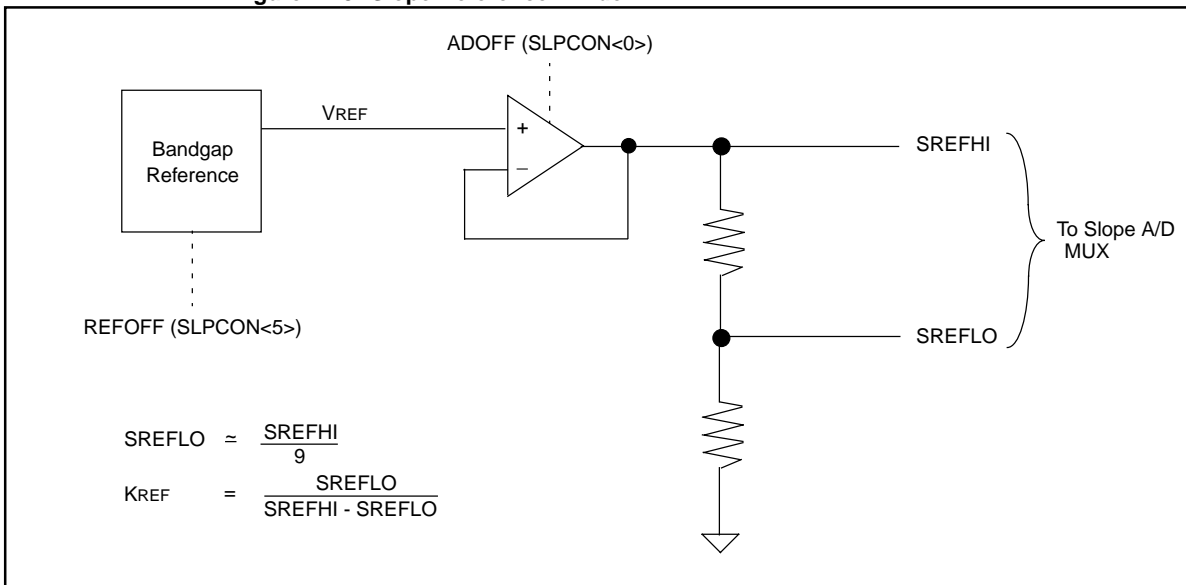 ADOFF (SLPCON<0>)
VREF
Bandgap
Reference
+
–
SREFHI
To Slope A/D
MUX
REFOFF (SLPCON<5>)
SREFLO
SREFLO ≃ SREFHI
9
KREF = SREFLO
SREFHI - SREFLO